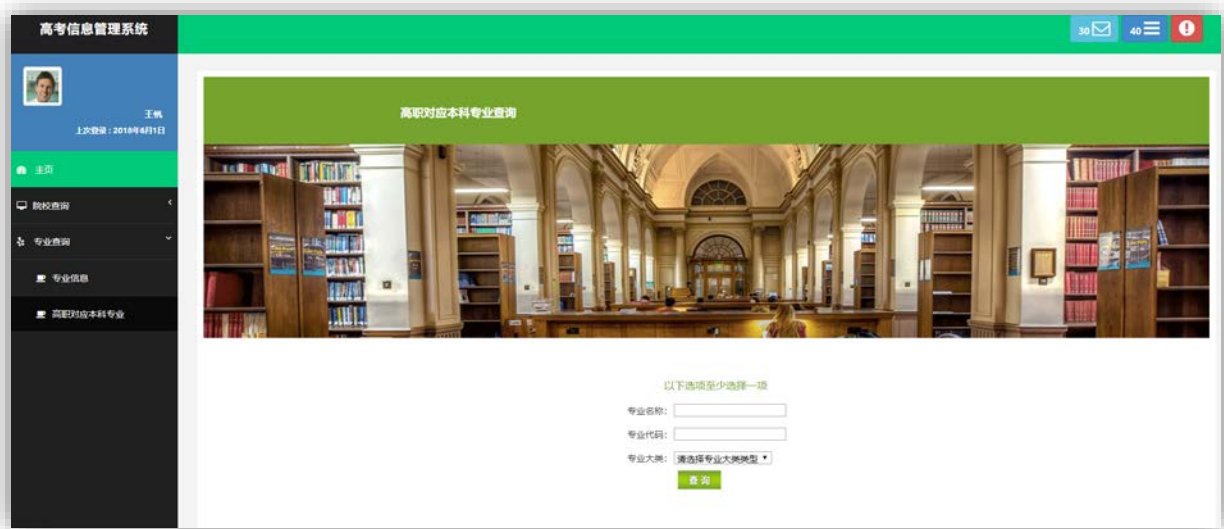 高考信息管理系统
30
40
王帆
上次登录：2018年6月1日
主页
院校查询
专业查询
专业信息
高职对应本科专业
高职对应本科专业查询
以下选项至少选择一项
专业名称：
专业代码：
专业大类：
请选择专业大类类型
查 询